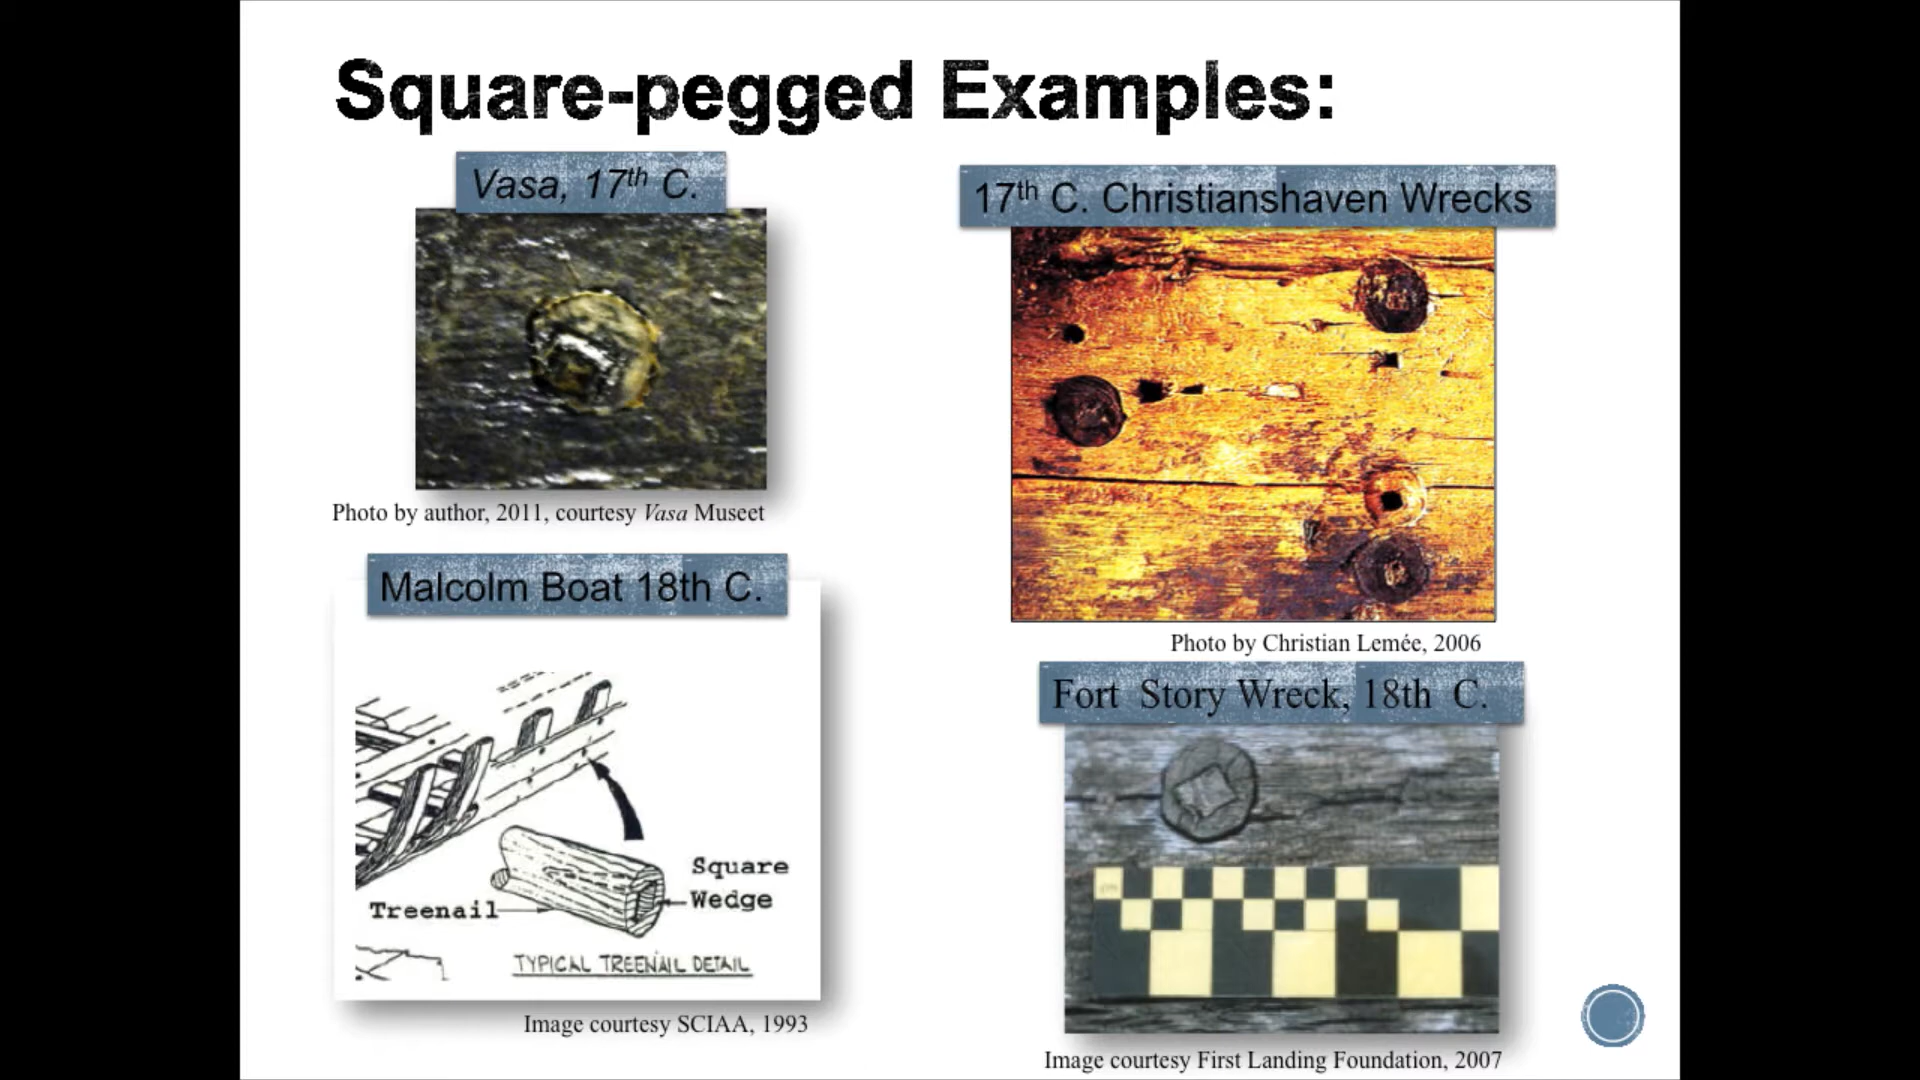 Square-pegged Examples:
Vasa, 17th C.
Photo by author, 2011, courtesy Vasa Museet
Malcolm Boat 18th C.
Square
Wedge
Treenail
TYPICAL TREENAIL DETAIL
Image courtesy SCIAA, 1993
17th C. Christianshaven Wrecks
Photo by Christian Lemée, 2006
Fort Story Wreck, 18th C.
Image courtesy First Landing Foundation, 2007